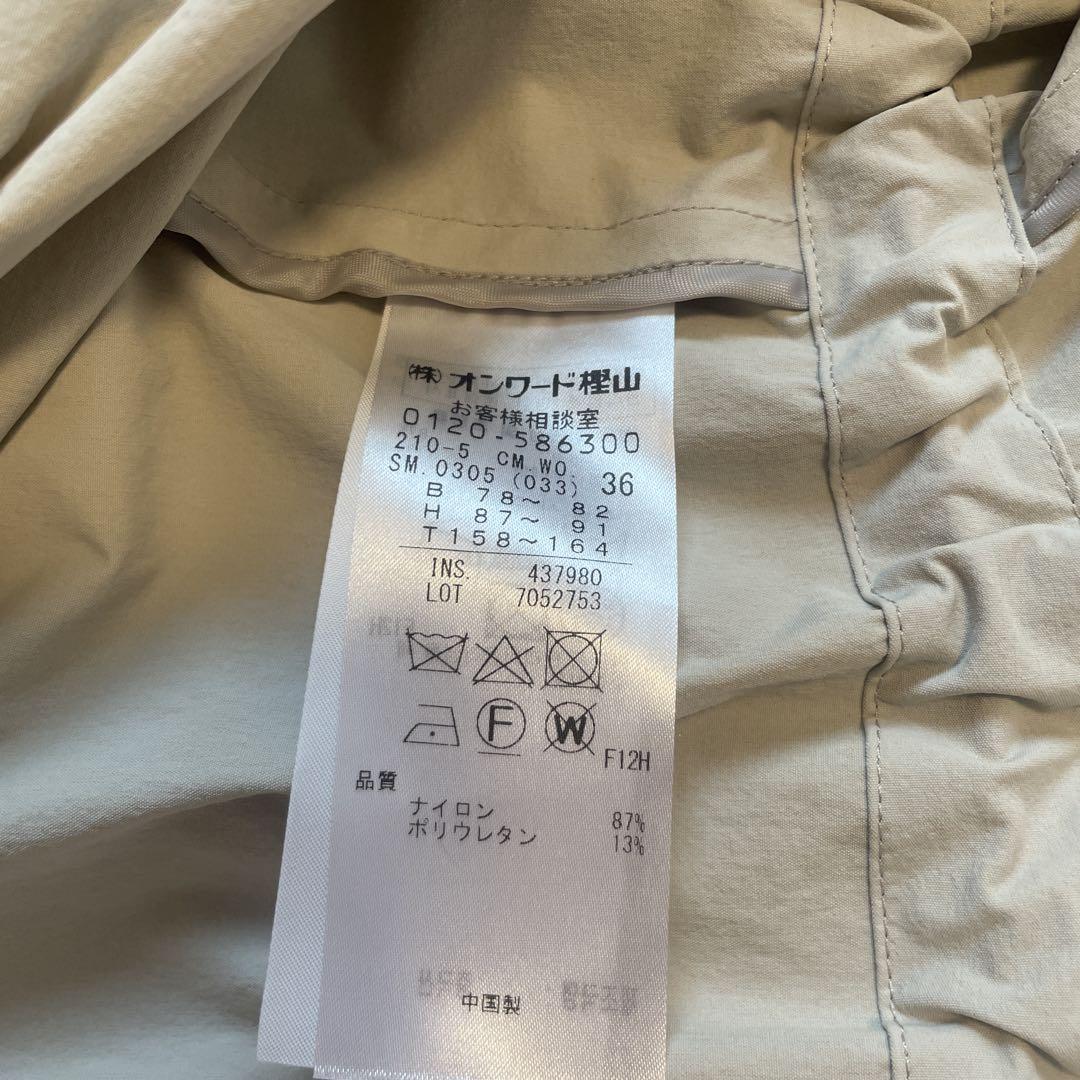 (株)オンワード樫山
お客様相談室
0120-586300
210-5 CM.WO.
SM.0305(033) 36
B 78～ 82
H 87～ 91
T158～164
INS. 437980
LOT 7052753
F
W
F12H
品質
ナイロン 87%
ポリウレタン 13%
中国製